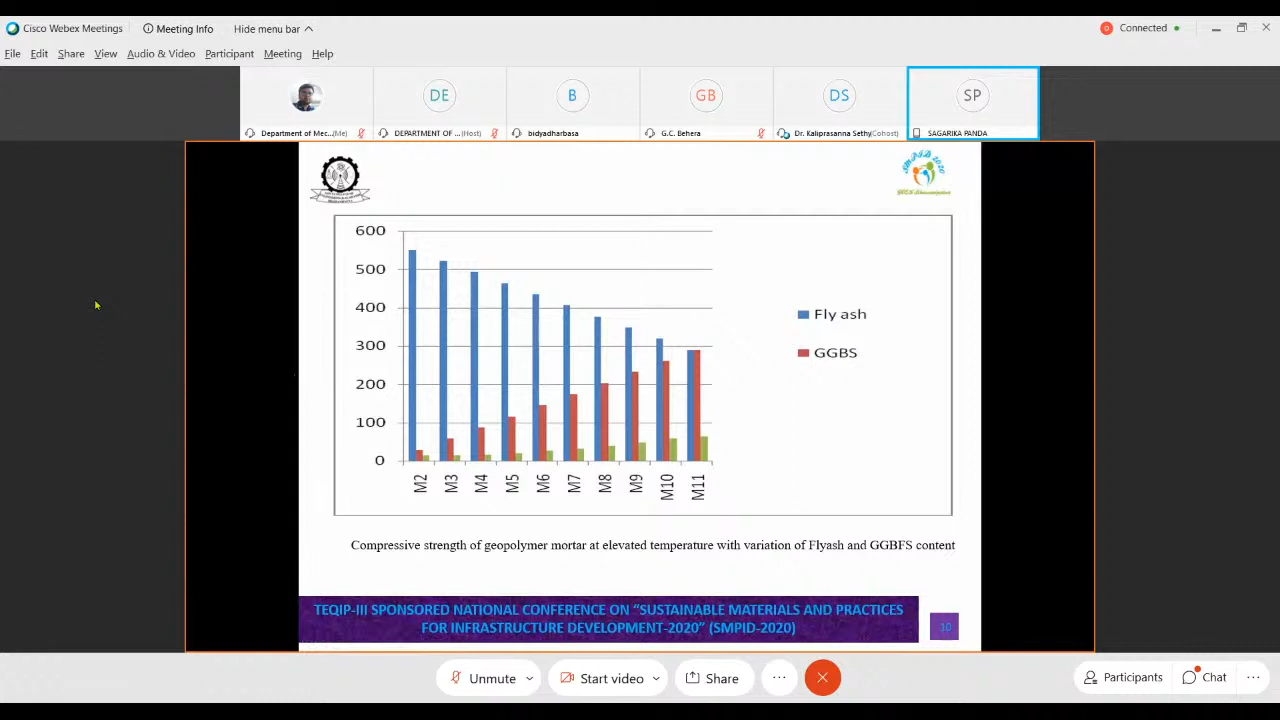 Cisco Webex Meetings
Meeting Info
Hide menu bar
Connected
File Edit Share View Audio & Video Participant Meeting Help
DE B GB DS SP
Department of Mec... (Me)
DEPARTMENT OF ... (Host)
bidyadharbasa
G.C. Behera
Dr. Kaliprasanna Sethy (Cohost)
SAGARIKA PANDA
SMPID 2020
600
500
400
300
200
100
0
M2 M3 M4 M5 M6 M7 M8 M9 M10 M11
Fly ash
GGBS
Compressive strength of geopolymer mortar at elevated temperature with variation of Flyash and GGBFS content
TEQIP-III SPONSORED NATIONAL CONFERENCE ON “SUSTAINABLE MATERIALS AND PRACTICES
FOR INFRASTRUCTURE DEVELOPMENT-2020” (SMPID-2020)
10
Unmute
Start video
Share
Participants
Chat